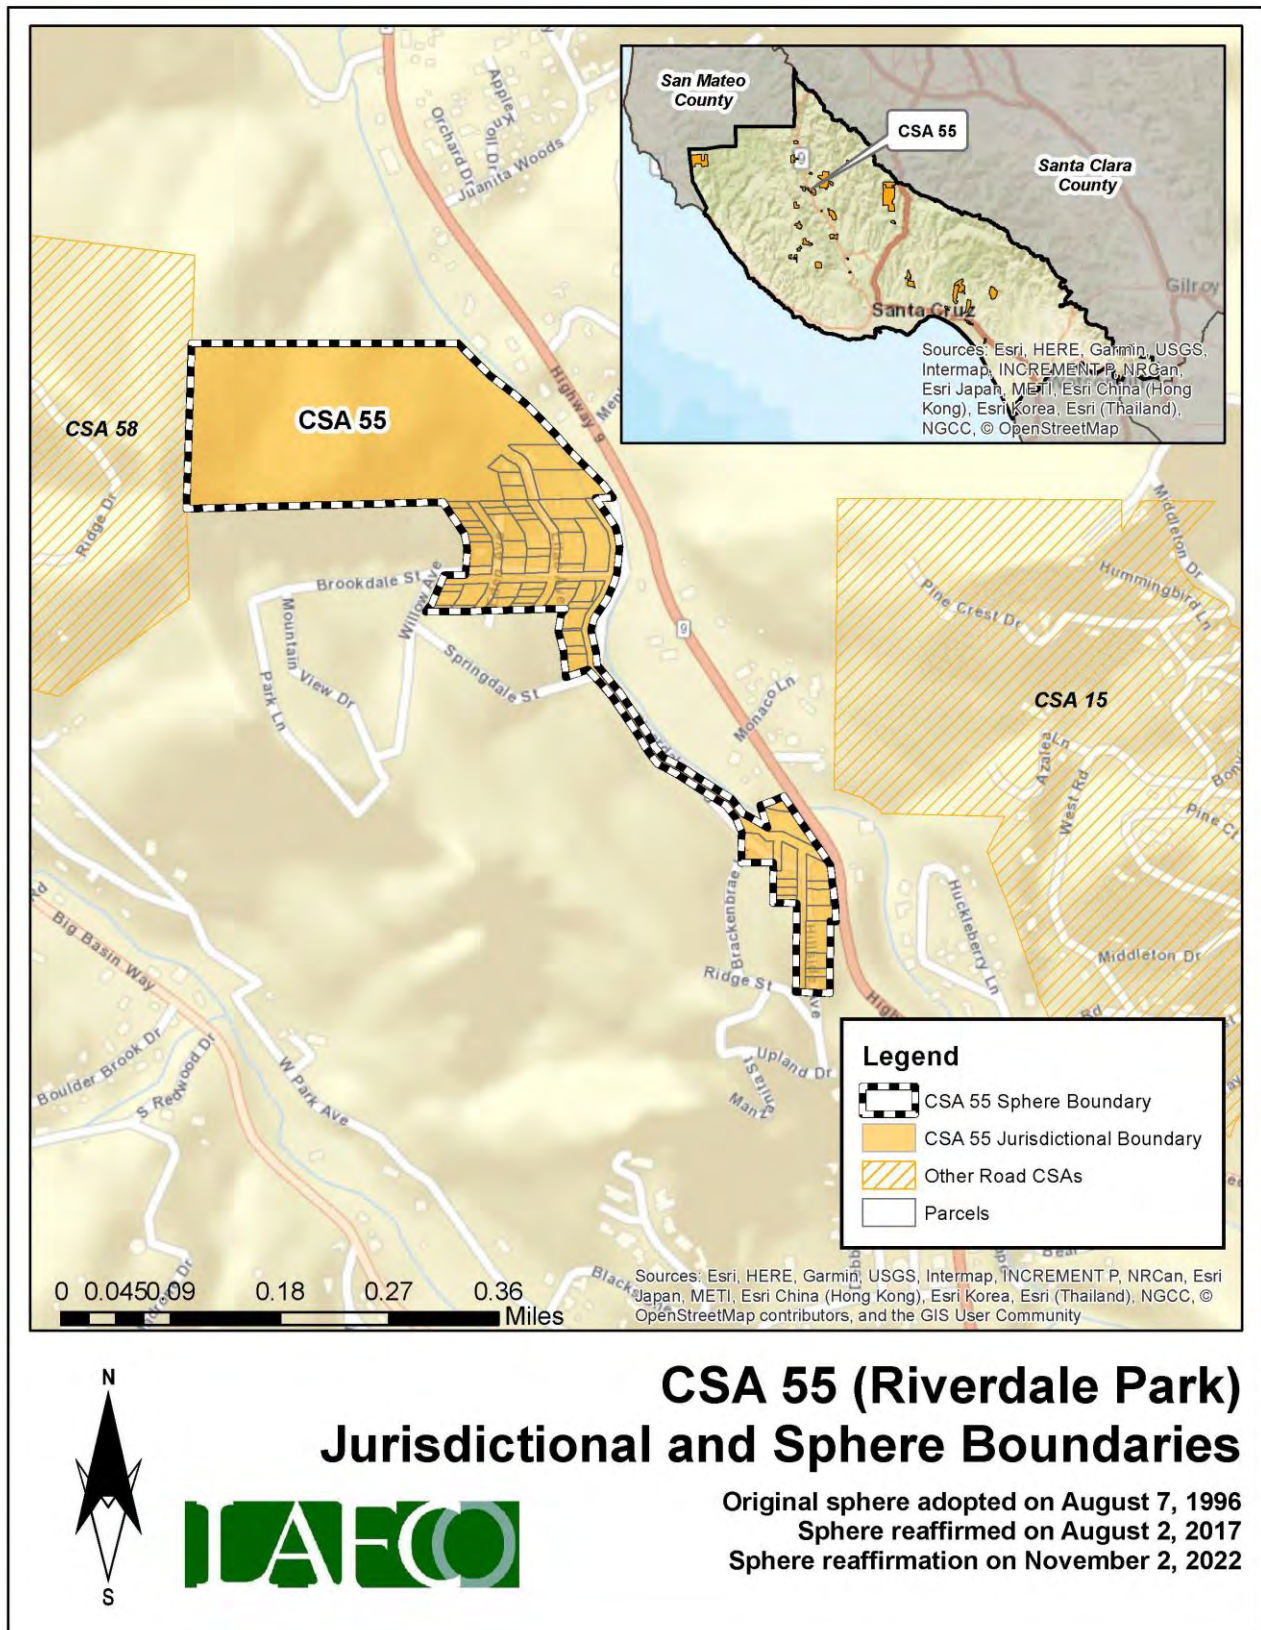 San Mateo
County
CSA 55
9
Santa Clara
County
Gilroy
Santa Cruz
Sources: Esri, HERE, Garmin, USGS,
Intermap, INCREMENT P, NRCan,
Esri Japan, METI, Esri China (Hong
Kong), Esri Korea, Esri (Thailand),
NGCC, © OpenStreetMap
Apple
Knoll Dr
Orchard Dr
Juanita Woods
Highway 9
CSA 55
CSA 58
Ridge Dr
Brookdale St
Willow Ave
Mountain
View Dr
Park Ln
Springdale St
9
Monaco Ln
Middleton Dr
Hummingbird Ln
Pine Crest Dr
CSA 15
Azalea
Ln
West Rd
Pine
Huckleberry Ln
Middleton Dr
Rd
Brackenbrae
Ridge St
Hillside
Ave
Upland Dr
Rd
Big Basin Way
Boulder Brook Dr
S Redwood Dr
W Park Ave
Legend
CSA 55 Sphere Boundary
CSA 55 Jurisdictional Boundary
Other Road CSAs
Parcels
0 0.045 0.09 0.18 0.27 0.36
Miles
Sources: Esri, HERE, Garmin, USGS, Intermap, INCREMENT P, NRCan, Esri
Japan, METI, Esri China (Hong Kong), Esri Korea, Esri (Thailand), NGCC, ©
OpenStreetMap contributors, and the GIS User Community
CSA 55 (Riverdale Park)
Jurisdictional and Sphere Boundaries
Original sphere adopted on August 7, 1996
Sphere reaffirmed on August 2, 2017
Sphere reaffirmation on November 2, 2022
N
S
LAFCO